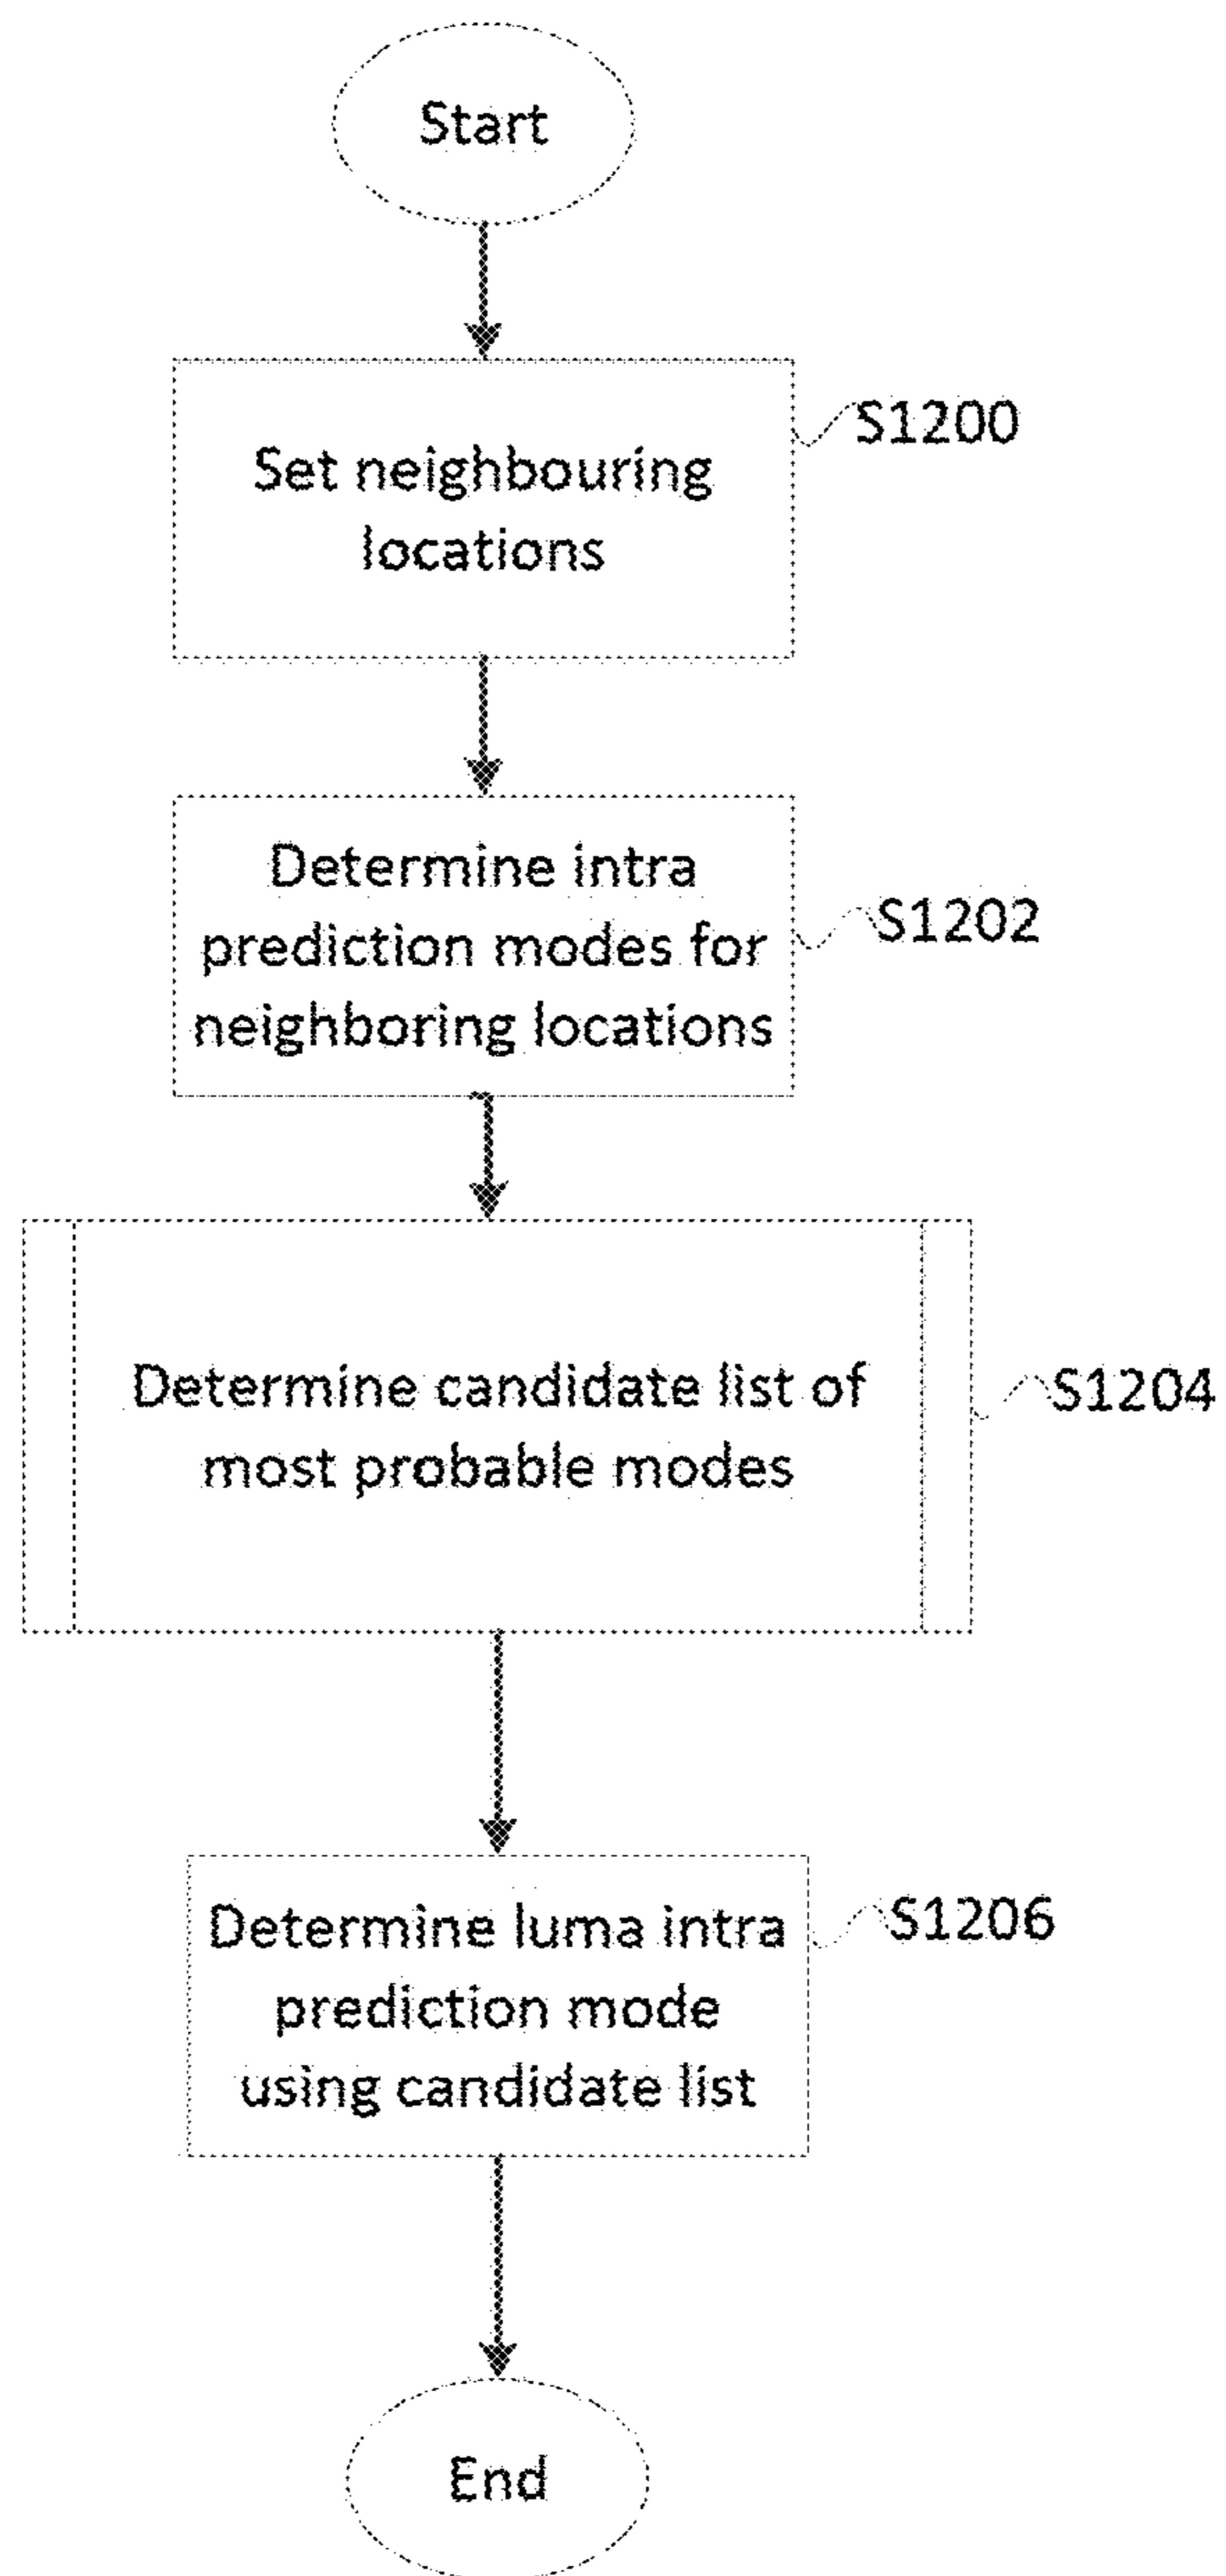 Start
S1200
Set neighbouring
locations
Determine intra
prediction modes for
neighboring locations
S1202
Determine candidate list of
most probable modes
S1204
Determine luma intra
prediction mode
using candidate list
S1206
End